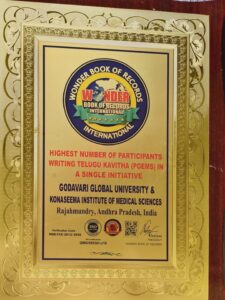 WONDER BOOK OF RECORDS
WONDER
BOOK OF RECORDS
INTERNATIONAL
INTERNATIONAL
HIGHEST NUMBER OF PARTICIPANTS
WRITING TELUGU KAVITHA (POEMS) IN
A SINGLE INITIATIVE
GODAVARI GLOBAL UNIVERSITY &
KONASEEMA INSTITUTE OF MEDICAL SCIENCES
Rajahmundry, Andhra Pradesh, India